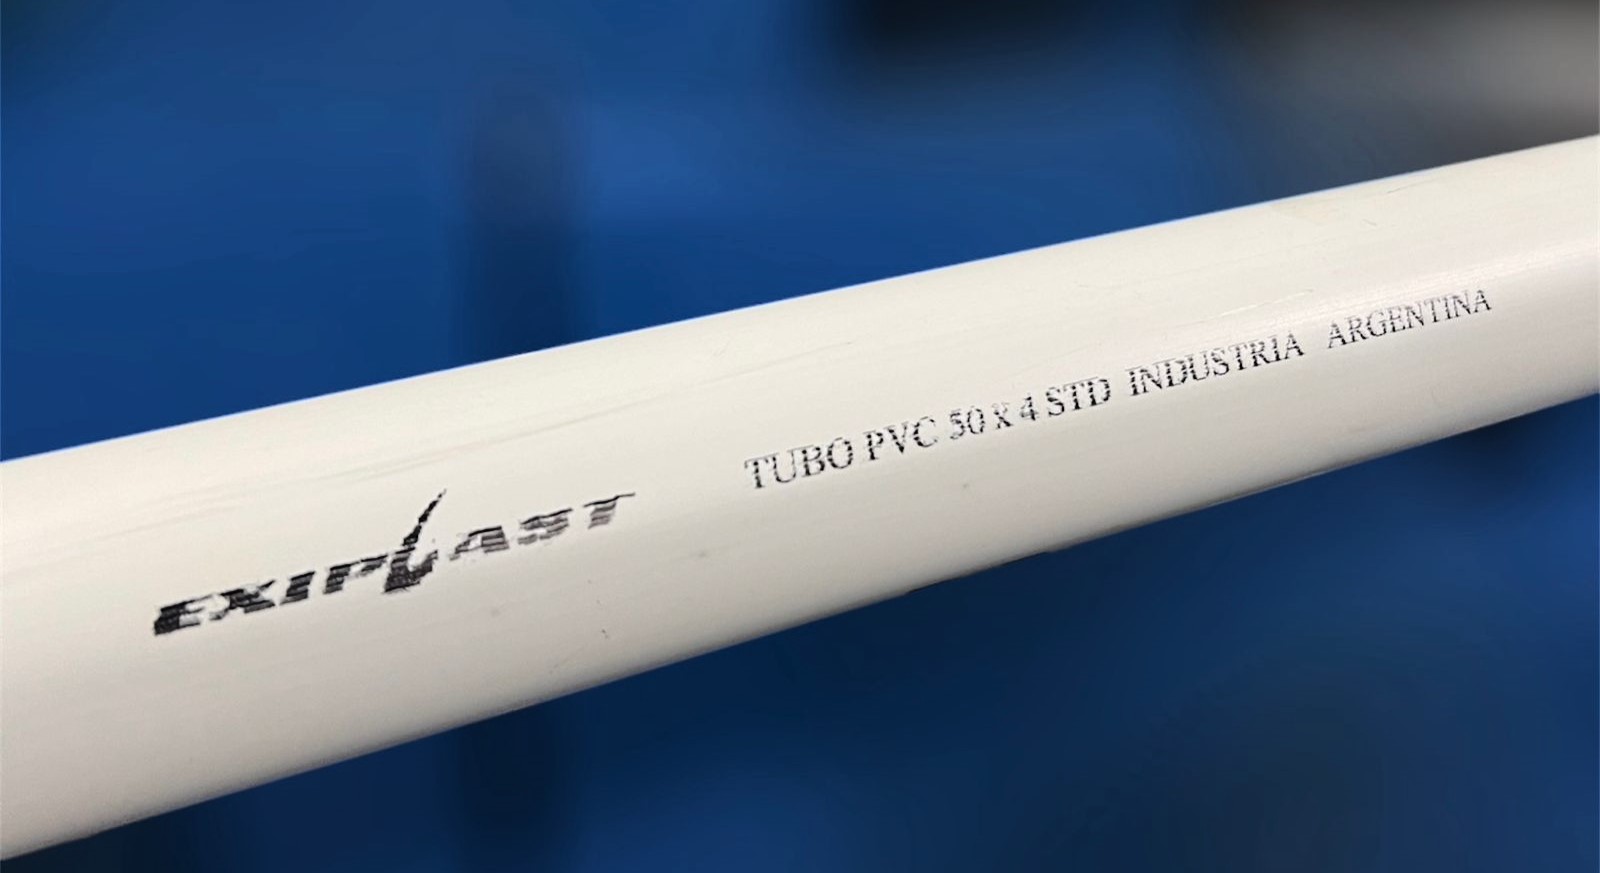 EXIPLAST TUBO PVC 50 X 4 STD INDUSTRIA ARGENTINA